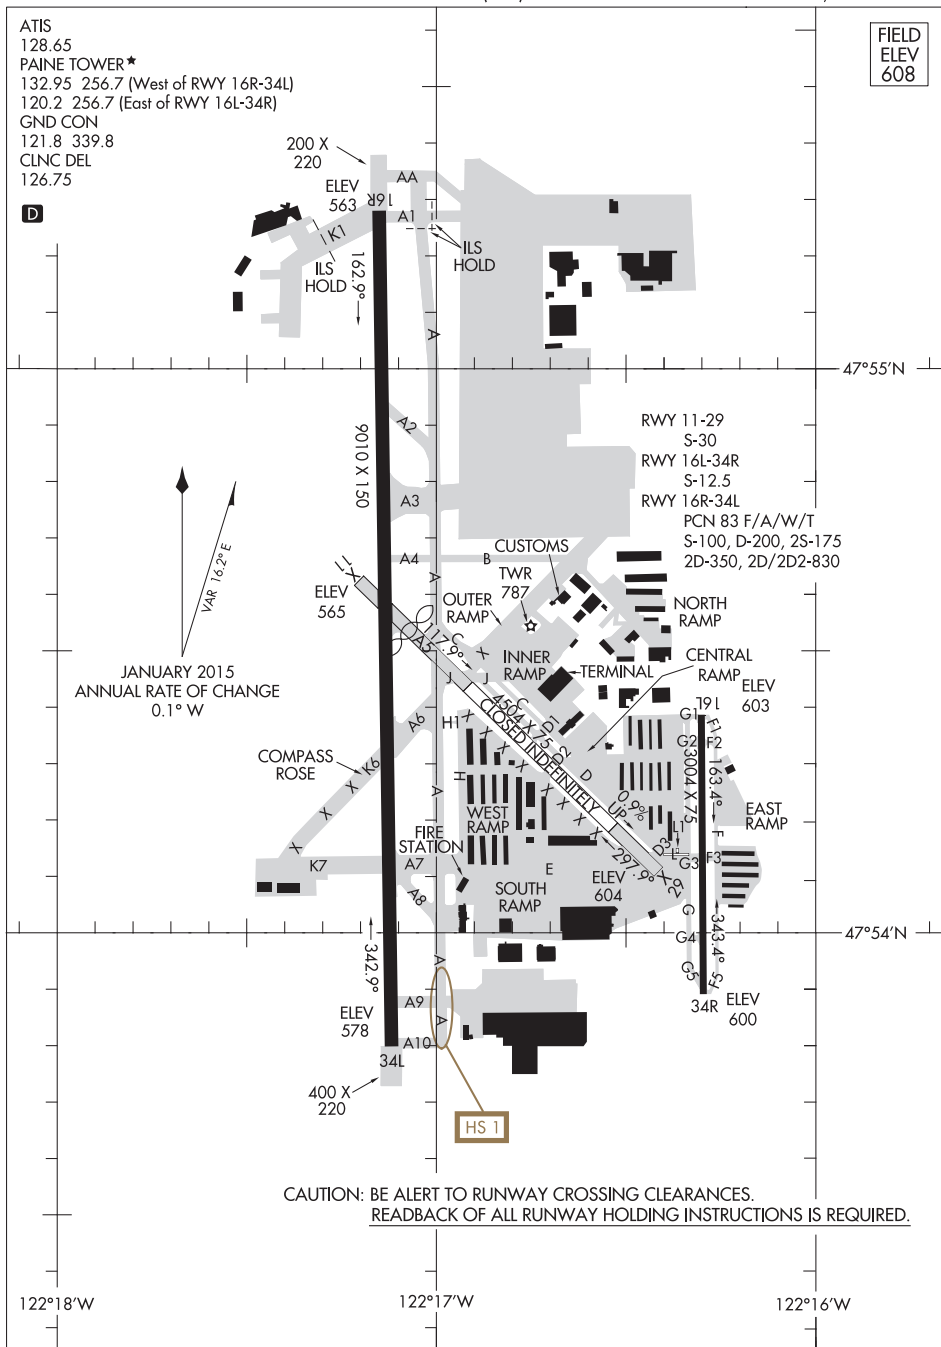 ATIS
128.65
PAINE TOWER★
132.95 256.7 (West of RWY 16R-34L)
120.2 256.7 (East of RWY 16L-34R)
GND CON
121.8 339.8
CLNC DEL
126.75
D
FIELD
ELEV
608
200 X
220
AA
ELEV
563
16R
A1
K1
ILS
HOLD
ILS
HOLD
162.9°
A
47°55'N
A2
9010 X 150
RWY 11-29
S-30
RWY 16L-34R
S-12.5
RWY 16R-34L
PCN 83 F/A/W/T
S-100, D-200, 2S-175
2D-350, 2D/2D2-830
A3
VAR 16.2° E
JANUARY 2015
ANNUAL RATE OF CHANGE
0.1° W
A4
B
CUSTOMS
TWR
787
11
X
ELEV
565
A
OUTER
RAMP
NORTH
RAMP
A5
117.9°
C
X
INNER
RAMP
TERMINAL
CENTRAL
RAMP
J
J
C
ELEV
603
16L
4504 X 75
CLOSED INDEFINITELY
D1
D2
D
A6
H1
X
X
X
X
X
X
X
X
X
G1
F1
G2
F2
3004 X 75
163.4°
COMPASS
ROSE
K6
X
X
X
H
A
WEST
RAMP
0.9%
UP
EAST
RAMP
FIRE
STATION
L1
F
D3
L
G3
F3
K7
A7
E
297.9°
X
29
ELEV
604
A8
SOUTH
RAMP
G
G4
343.4°
47°54'N
342.9°
A
G5
F5
A9
A
34R
ELEV
600
ELEV
578
A10
34L
400 X
220
HS 1
CAUTION: BE ALERT TO RUNWAY CROSSING CLEARANCES.
READBACK OF ALL RUNWAY HOLDING INSTRUCTIONS IS REQUIRED.
122°18'W
122°17'W
122°16'W